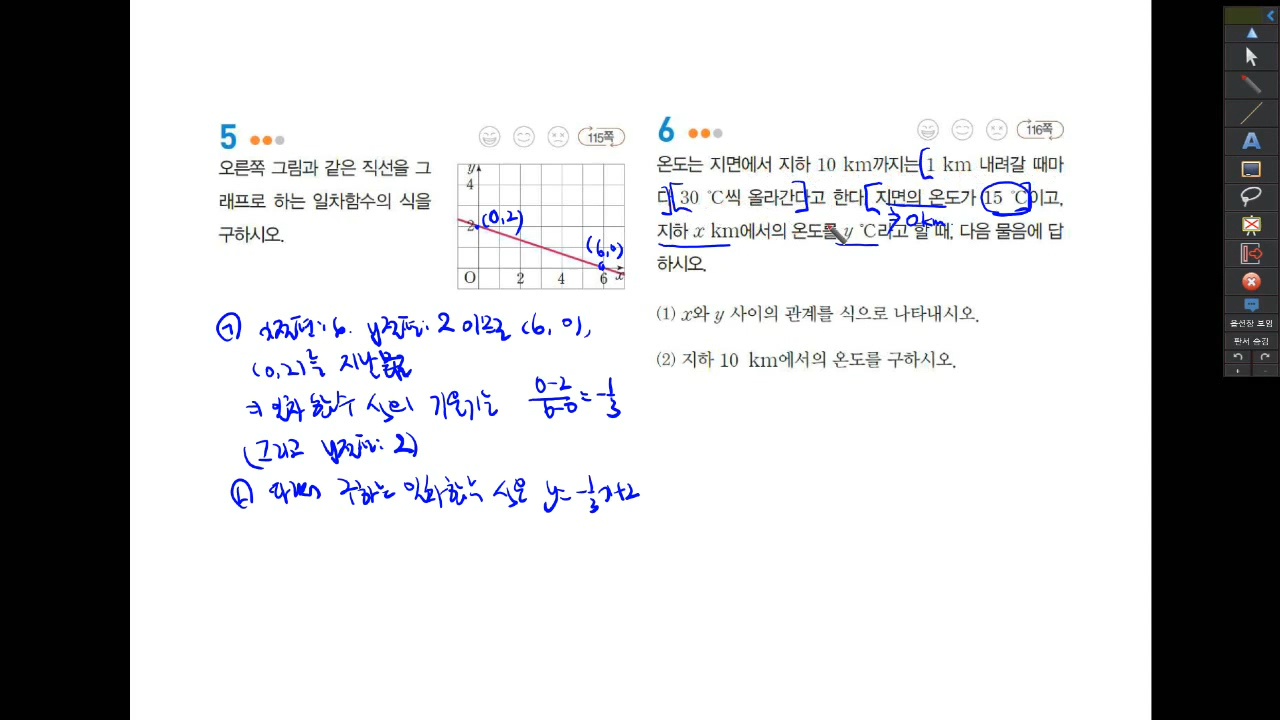 5
115쪽
오른쪽 그림과 같은 직선을 그
래프로 하는 일차함수의 식을
구하시오.
y
4
2
(0,2)
(6,0)
O
2
4
6
x
㉠ x절편: 6. y절편: 2 이므로 (6, 0),
(0,2)를 지난
⇒ 일차 함수 식의 기울기는 0-2/6-0 = -1/3
(그리고 y절편: 2)
㉡ 따라서 구하는 일차함수 식은 y=-1/3x+2
6
116쪽
온도는 지면에서 지하 10 km까지는 [1 km 내려갈 때마
다][30 ℃씩 올라간다]고 한다 [지면의 온도가 15 ℃]이고,
0km
지하 x km에서의 온도를 y ℃라고 할 때, 다음 물음에 답
하시오.
(1) x와 y 사이의 관계를 식으로 나타내시오.
(2) 지하 10 km에서의 온도를 구하시오.
A
옵션창 보임
판서 숨김